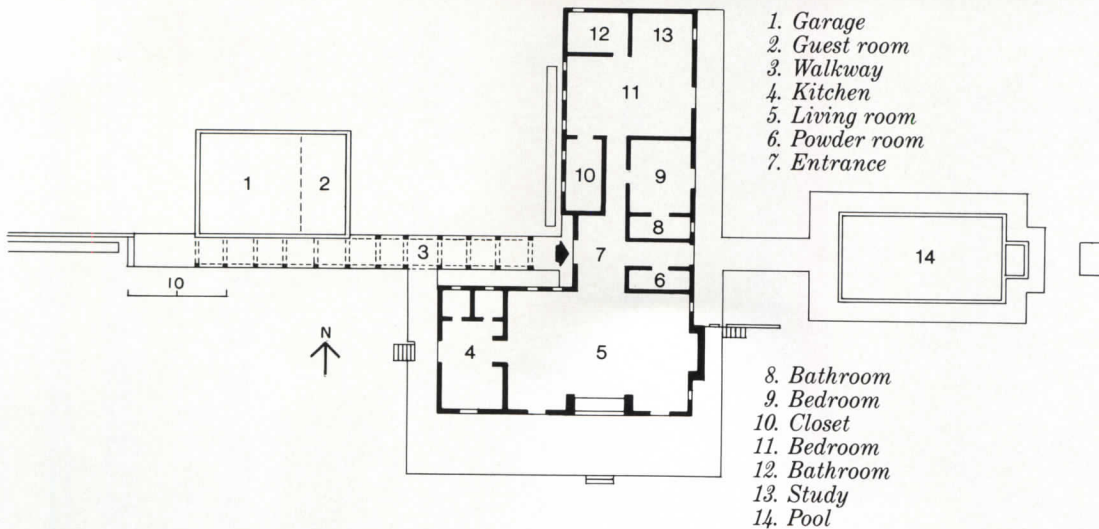 1. Garage
2. Guest room
3. Walkway
4. Kitchen
5. Living room
6. Powder room
7. Entrance
12
13
11
10
9
1
2
8
3
7
14
6
10
N
4
5
8. Bathroom
9. Bedroom
10. Closet
11. Bedroom
12. Bathroom
13. Study
14. Pool